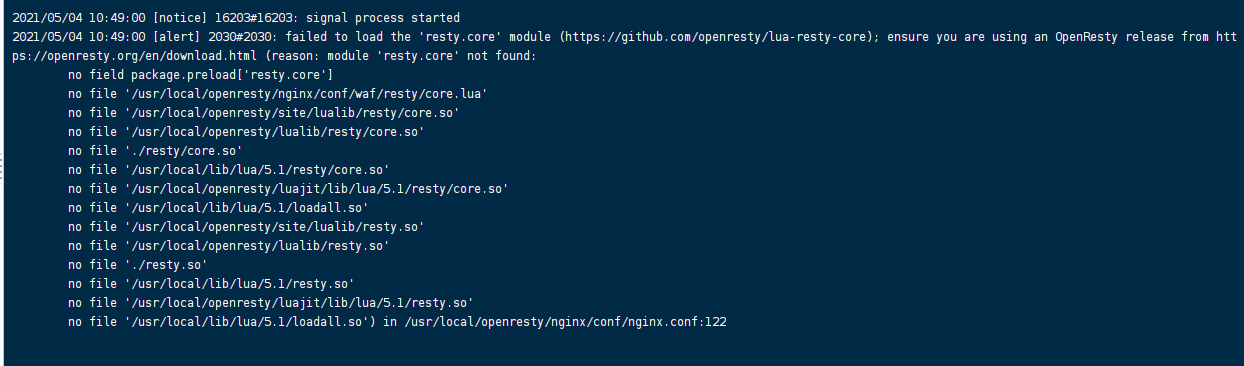 2021/05/04 10:49:00 [notice] 16203#16203: signal process started
2021/05/04 10:49:00 [alert] 2030#2030: failed to load the 'resty.core' module (https://github.com/openresty/lua-resty-core); ensure you are using an OpenResty release from htt
ps://openresty.org/en/download.html (reason: module 'resty.core' not found:
no field package.preload['resty.core']
no file '/usr/local/openresty/nginx/conf/waf/resty/core.lua'
no file '/usr/local/openresty/site/lualib/resty/core.so'
no file '/usr/local/openresty/lualib/resty/core.so'
no file './resty/core.so'
no file '/usr/local/lib/lua/5.1/resty/core.so'
no file '/usr/local/openresty/luajit/lib/lua/5.1/resty/core.so'
no file '/usr/local/lib/lua/5.1/loadall.so'
no file '/usr/local/openresty/site/lualib/resty.so'
no file '/usr/local/openresty/lualib/resty.so'
no file './resty.so'
no file '/usr/local/lib/lua/5.1/resty.so'
no file '/usr/local/openresty/luajit/lib/lua/5.1/resty.so'
no file '/usr/local/lib/lua/5.1/loadall.so') in /usr/local/openresty/nginx/conf/nginx.conf:122